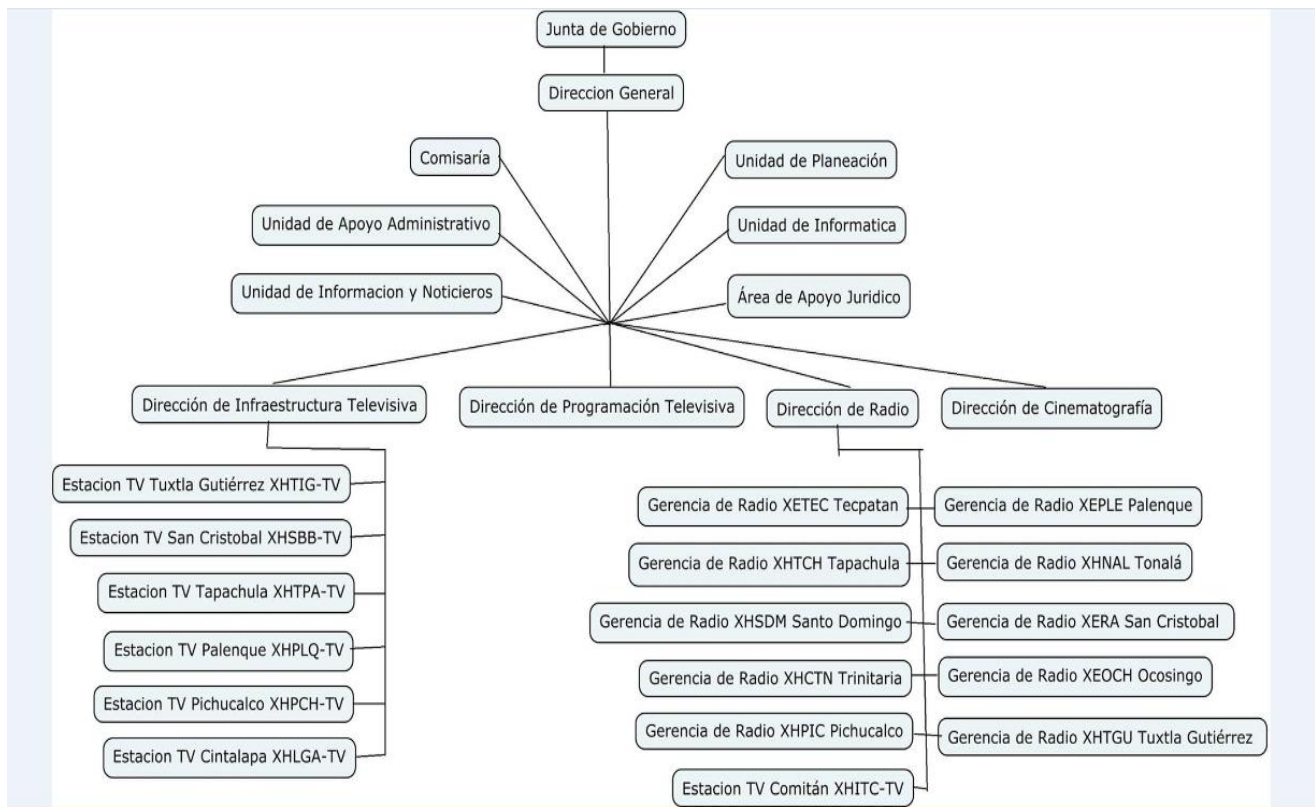 Junta de Gobierno
Direccion General
Comisaría
Unidad de Planeación
Unidad de Apoyo Administrativo
Unidad de Informatica
Unidad de Informacion y Noticieros
Área de Apoyo Juridico
Dirección de Infraestructura Televisiva
Dirección de Programación Televisiva
Dirección de Radio
Dirección de Cinematografía
Estacion TV Tuxtla Gutiérrez XHTIG-TV
Estacion TV San Cristobal XHSBB-TV
Estacion TV Tapachula XHTPA-TV
Estacion TV Palenque XHPLQ-TV
Estacion TV Pichucalco XHPCH-TV
Estacion TV Cintalapa XHLGA-TV
Gerencia de Radio XETEC Tecpatan
Gerencia de Radio XEPLE Palenque
Gerencia de Radio XHTCH Tapachula
Gerencia de Radio XHNAL Tonalá
Gerencia de Radio XHSDM Santo Domingo
Gerencia de Radio XERA San Cristobal
Gerencia de Radio XHCTN Trinitaria
Gerencia de Radio XEOCH Ocosingo
Gerencia de Radio XHPIC Pichucalco
Gerencia de Radio XHTGU Tuxtla Gutiérrez
Estacion TV Comitán XHITC-TV